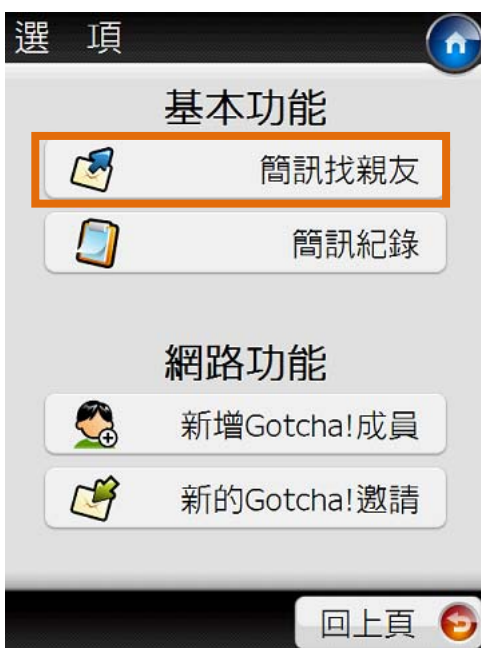 選 項
基本功能
簡訊找親友
簡訊紀錄
網路功能
新增Gotcha!成員
新的Gotcha!邀請
回上頁